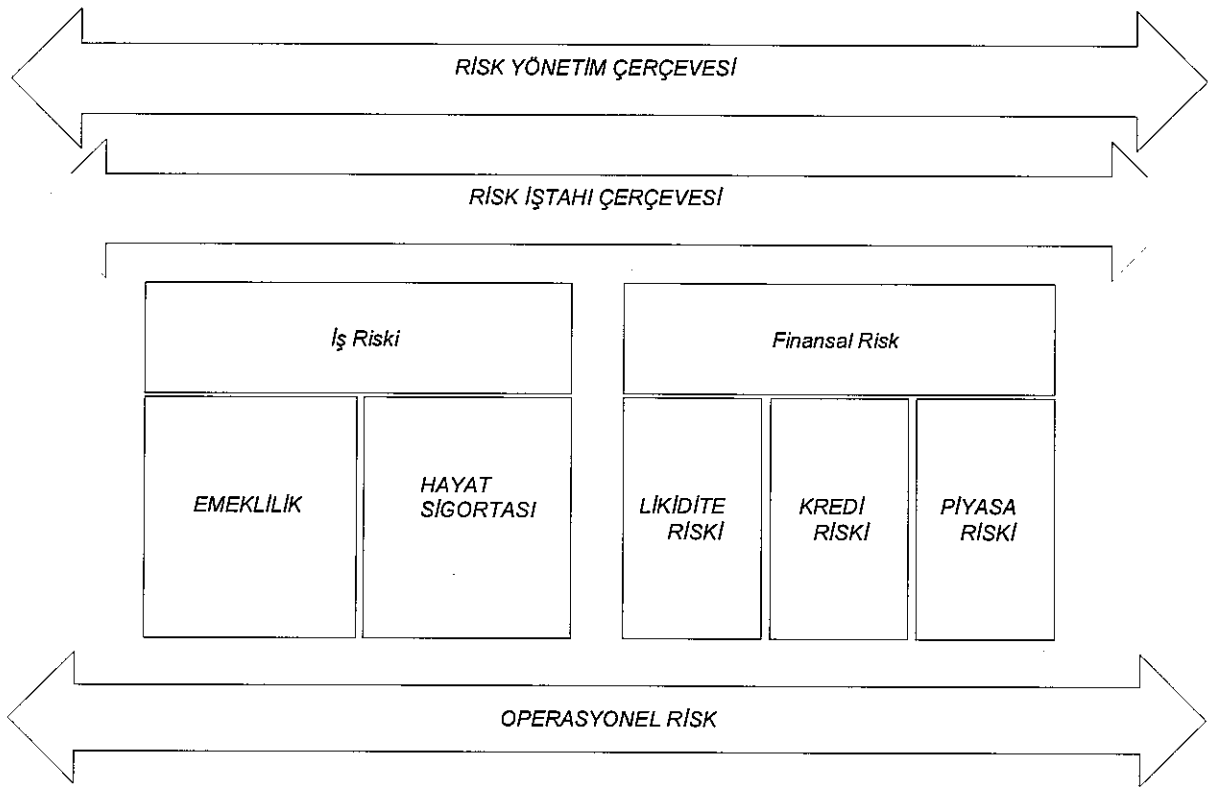 RİSK YÖNETİM ÇERÇEVESİ
RİSK İŞTAHI ÇERÇEVESİ
İş Riski
Finansal Risk
EMEKLİLİK
HAYAT
SİGORTASI
LİKİDİTE
RİSKİ
KREDİ
RİSKİ
PİYASA
RİSKİ
OPERASYONEL RİSK